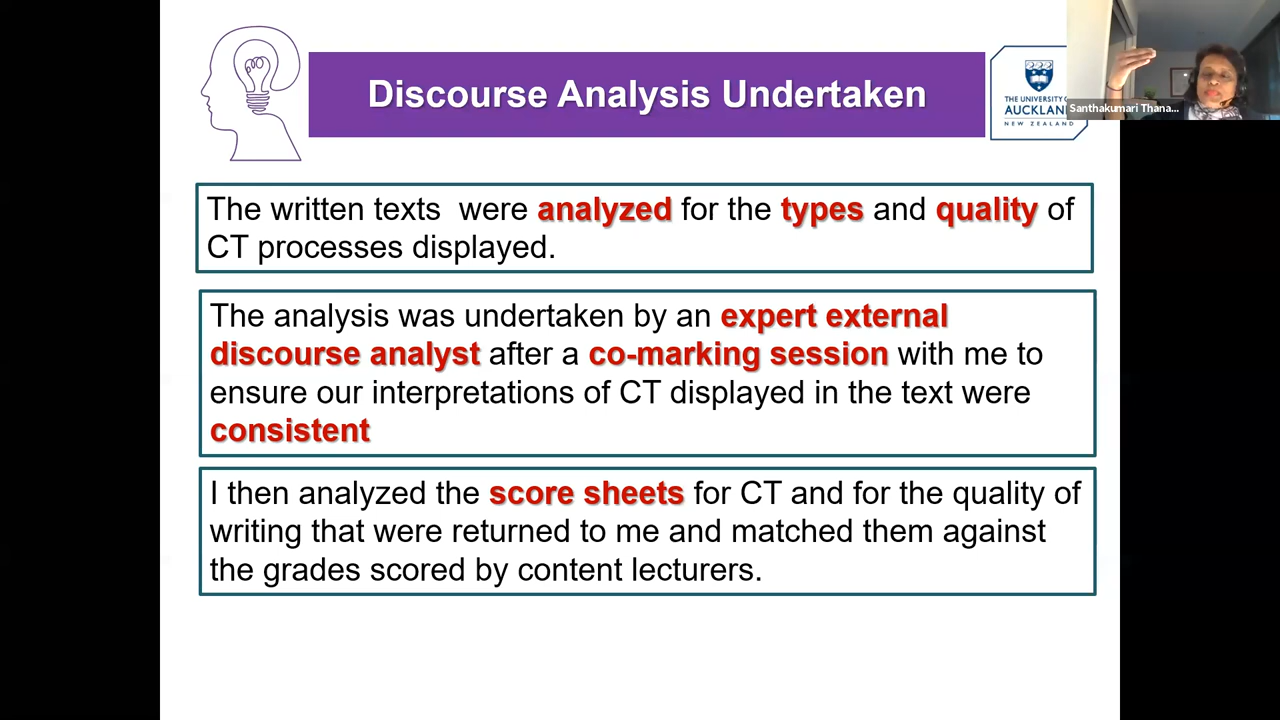 Discourse Analysis Undertaken
THE UNIVERSITY OF
AUCKLAND
NEW ZEALAND
Santhakumari Thana...
The written texts were analyzed for the types and quality of
CT processes displayed.
The analysis was undertaken by an expert external
discourse analyst after a co-marking session with me to
ensure our interpretations of CT displayed in the text were
consistent
I then analyzed the score sheets for CT and for the quality of
writing that were returned to me and matched them against
the grades scored by content lecturers.